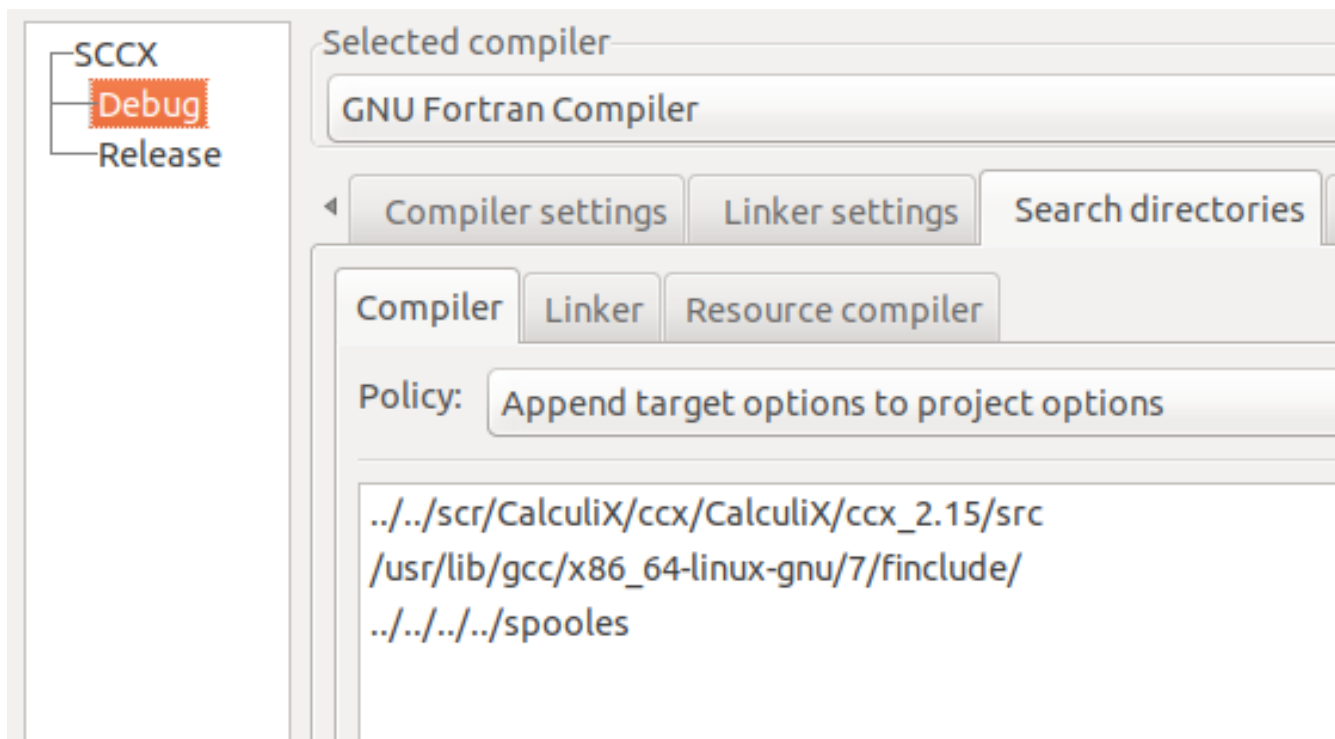 SCCX
Debug
Release
Selected compiler
GNU Fortran Compiler
Compiler settings
Linker settings
Search directories
Compiler
Linker
Resource compiler
Policy:
Append target options to project options
../../scr/CalculiX/ccx/CalculiX/ccx_2.15/src
/usr/lib/gcc/x86_64-linux-gnu/7/finclude/
../../../../spooles